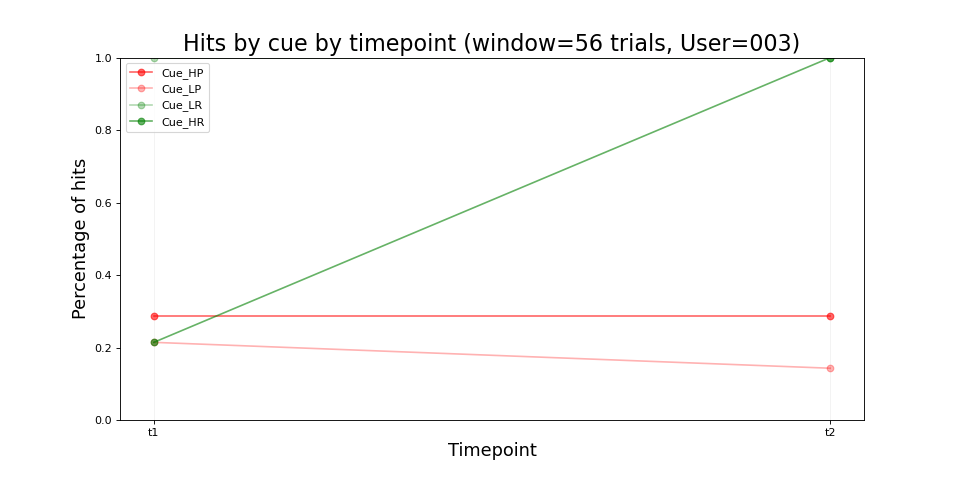 Hits by cue by timepoint (window=56 trials, User=003)
Percentage of hits
1.0
0.8
0.6
0.4
0.2
0.0
Cue_HP
Cue_LP
Cue_LR
Cue_HR
t1
t2
Timepoint